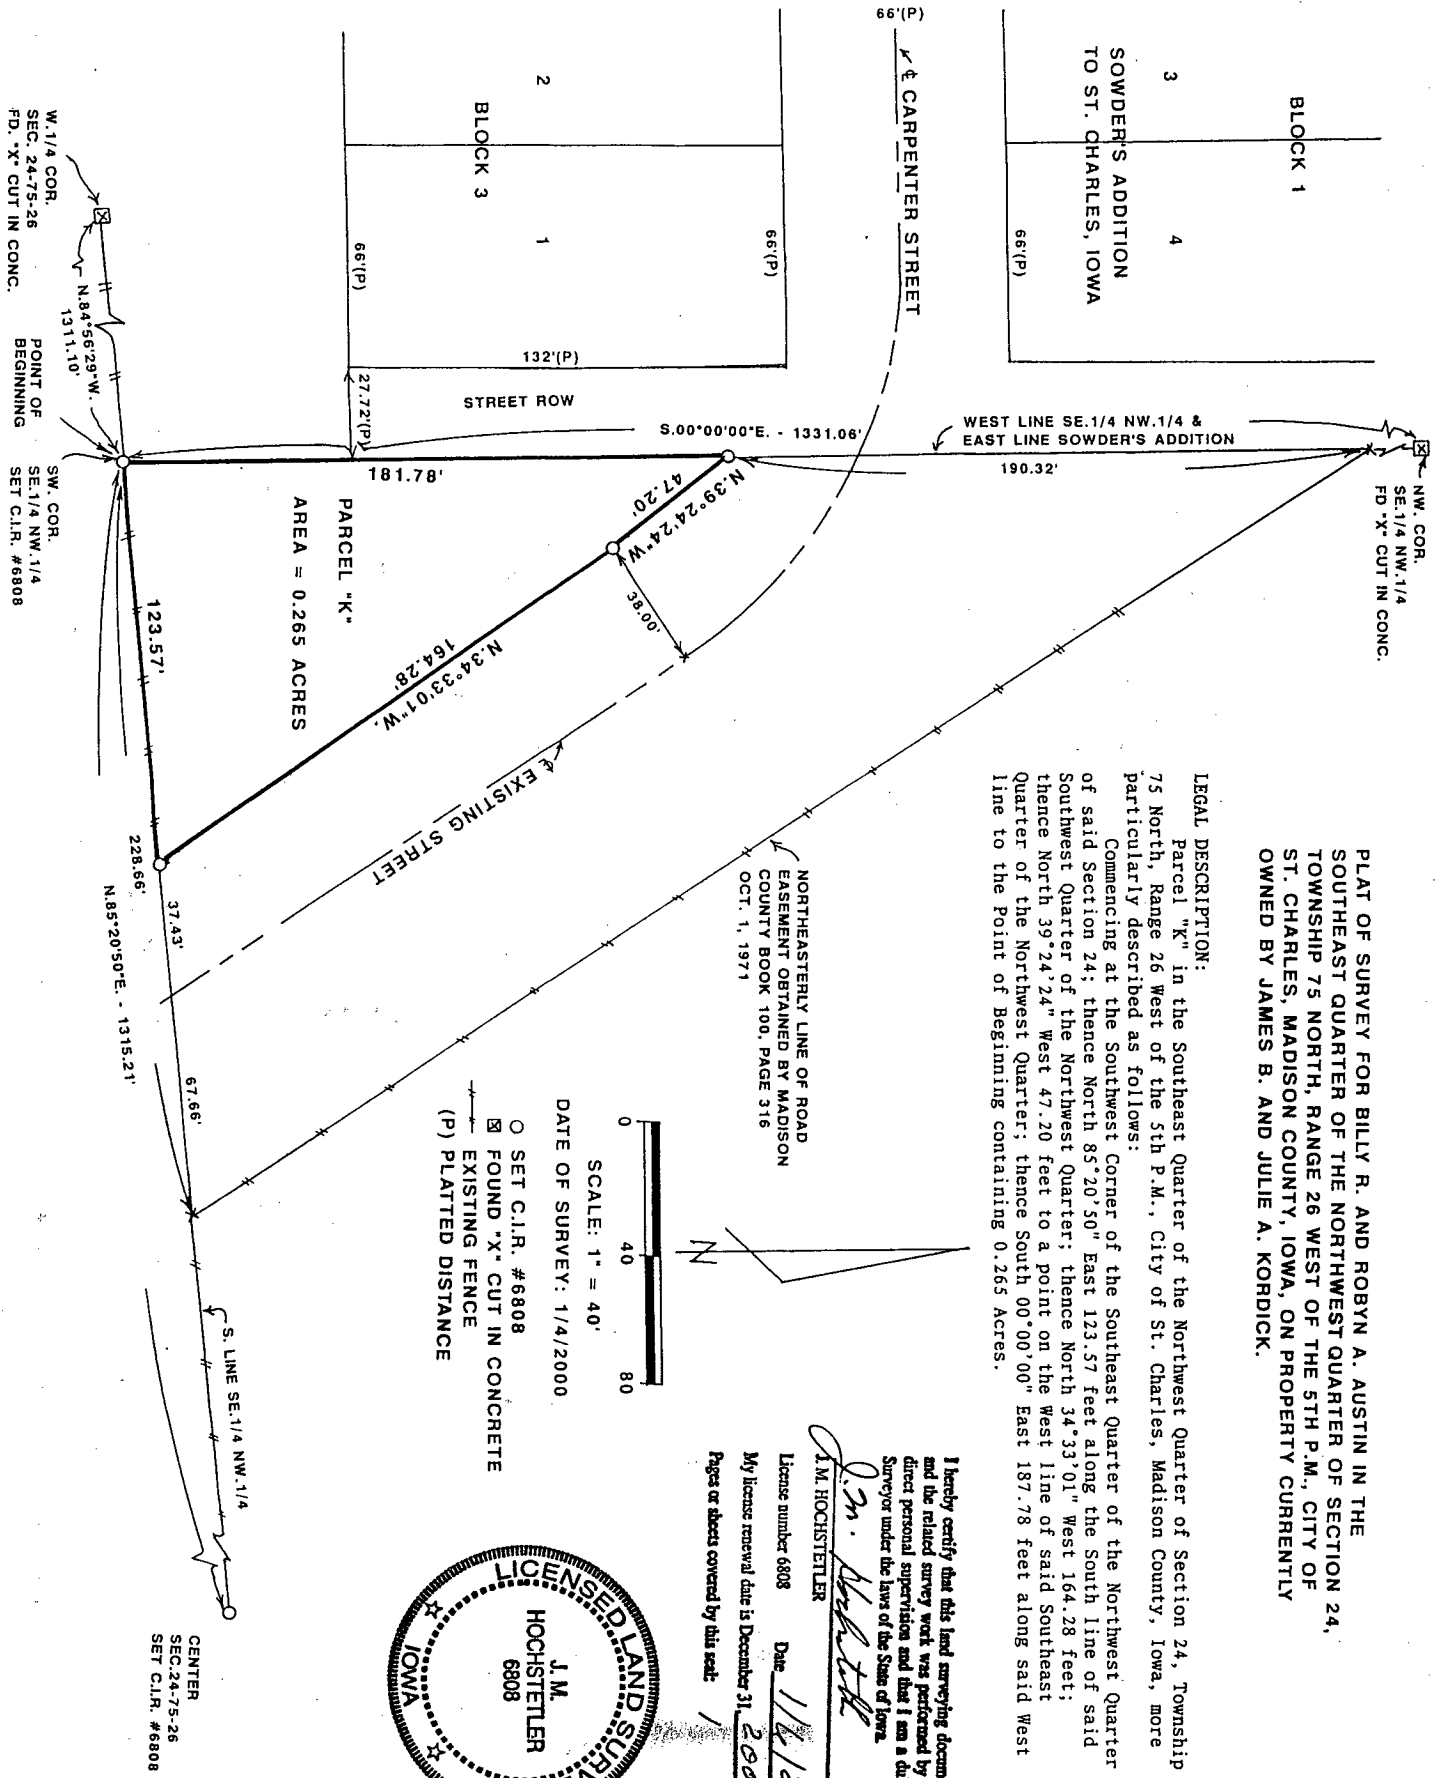 PLAT OF SURVEY FOR BILLY R. AND ROBYN A. AUSTIN IN THE
SOUTHEAST QUARTER OF THE NORTHWEST QUARTER OF SECTION 24,
TOWNSHIP 75 NORTH, RANGE 26 WEST OF THE 5TH P.M., CITY OF
ST. CHARLES, MADISON COUNTY, IOWA, ON PROPERTY CURRENTLY
OWNED BY JAMES B. AND JULIE A. KORDICK.
LEGAL DESCRIPTION:
Parcel "K" in the Southeast Quarter of the Northwest Quarter of Section 24, Township
75 North, Range 26 West of the 5th P.M., City of St. Charles, Madison County, Iowa, more
particularly described as follows:
Commencing at the Southwest Corner of the Southeast Quarter of the Northwest Quarter
of said Section 24; thence North 85°20'50" East 123.57 feet along the South line of said
Southwest Quarter of the Northwest Quarter; thence North 34°33'01" West 164.28 feet;
thence North 39°24'24" West 47.20 feet to a point on the West line of said Southeast
Quarter of the Northwest Quarter; thence South 00°00'00" East 187.78 feet along said West
line to the Point of Beginning containing 0.265 Acres.
NW. COR.
SE.1/4 NW.1/4
FD "X" CUT IN CONC.
BLOCK 1
3
4
SOWDER'S ADDITION
TO ST. CHARLES, IOWA
66'(P)
66'(P)
℄ CARPENTER STREET
66'(P)
2
BLOCK 3
1
66'(P)
132'(P)
27.72'(P)
STREET ROW
WEST LINE SE.1/4 NW.1/4 &
EAST LINE SOWDER'S ADDITION
190.32'
S.00°00'00"E. - 1331.06'
181.78'
N.39°24'24"W
47.20'
38.00'
N.34°33'01"W.
164.28'
PARCEL "K"
AREA = 0.265 ACRES
℄ EXISTING STREET
NORTHEASTERLY LINE OF ROAD
EASEMENT OBTAINED BY MADISON
COUNTY BOOK 100, PAGE 316
OCT. 1, 1971
N
0 40 80
SCALE: 1" = 40'
DATE OF SURVEY: 1/4/2000
SET C.I.R. #6808
FOUND "X" CUT IN CONCRETE
EXISTING FENCE
(P) PLATTED DISTANCE
W.1/4 COR.
SEC. 24-75-26
FD. "X" CUT IN CONC.
N.84°56'29"W.
1311.10'
POINT OF
BEGINNING
SW. COR.
SE.1/4 NW.1/4
SET C.I.R. #6808
123.57'
228.66'
37.43'
N.85°20'50"E. - 1315.21'
67.66'
S. LINE SE.1/4 NW.1/4
CENTER
SEC.24-75-26
SET C.I.R. #6808
I hereby certify that this land surveying docum
and the related survey work was performed by
direct personal supervision and that I am a du
Surveyor under the laws of the State of Iowa.
J.M. HOCHSTETLER
License number 6808 Date
My license renewal date is December 31,
Pages or sheets covered by this seal: 1
LICENSED LAND SURV
J. M.
HOCHSTETLER
6808
IOWA